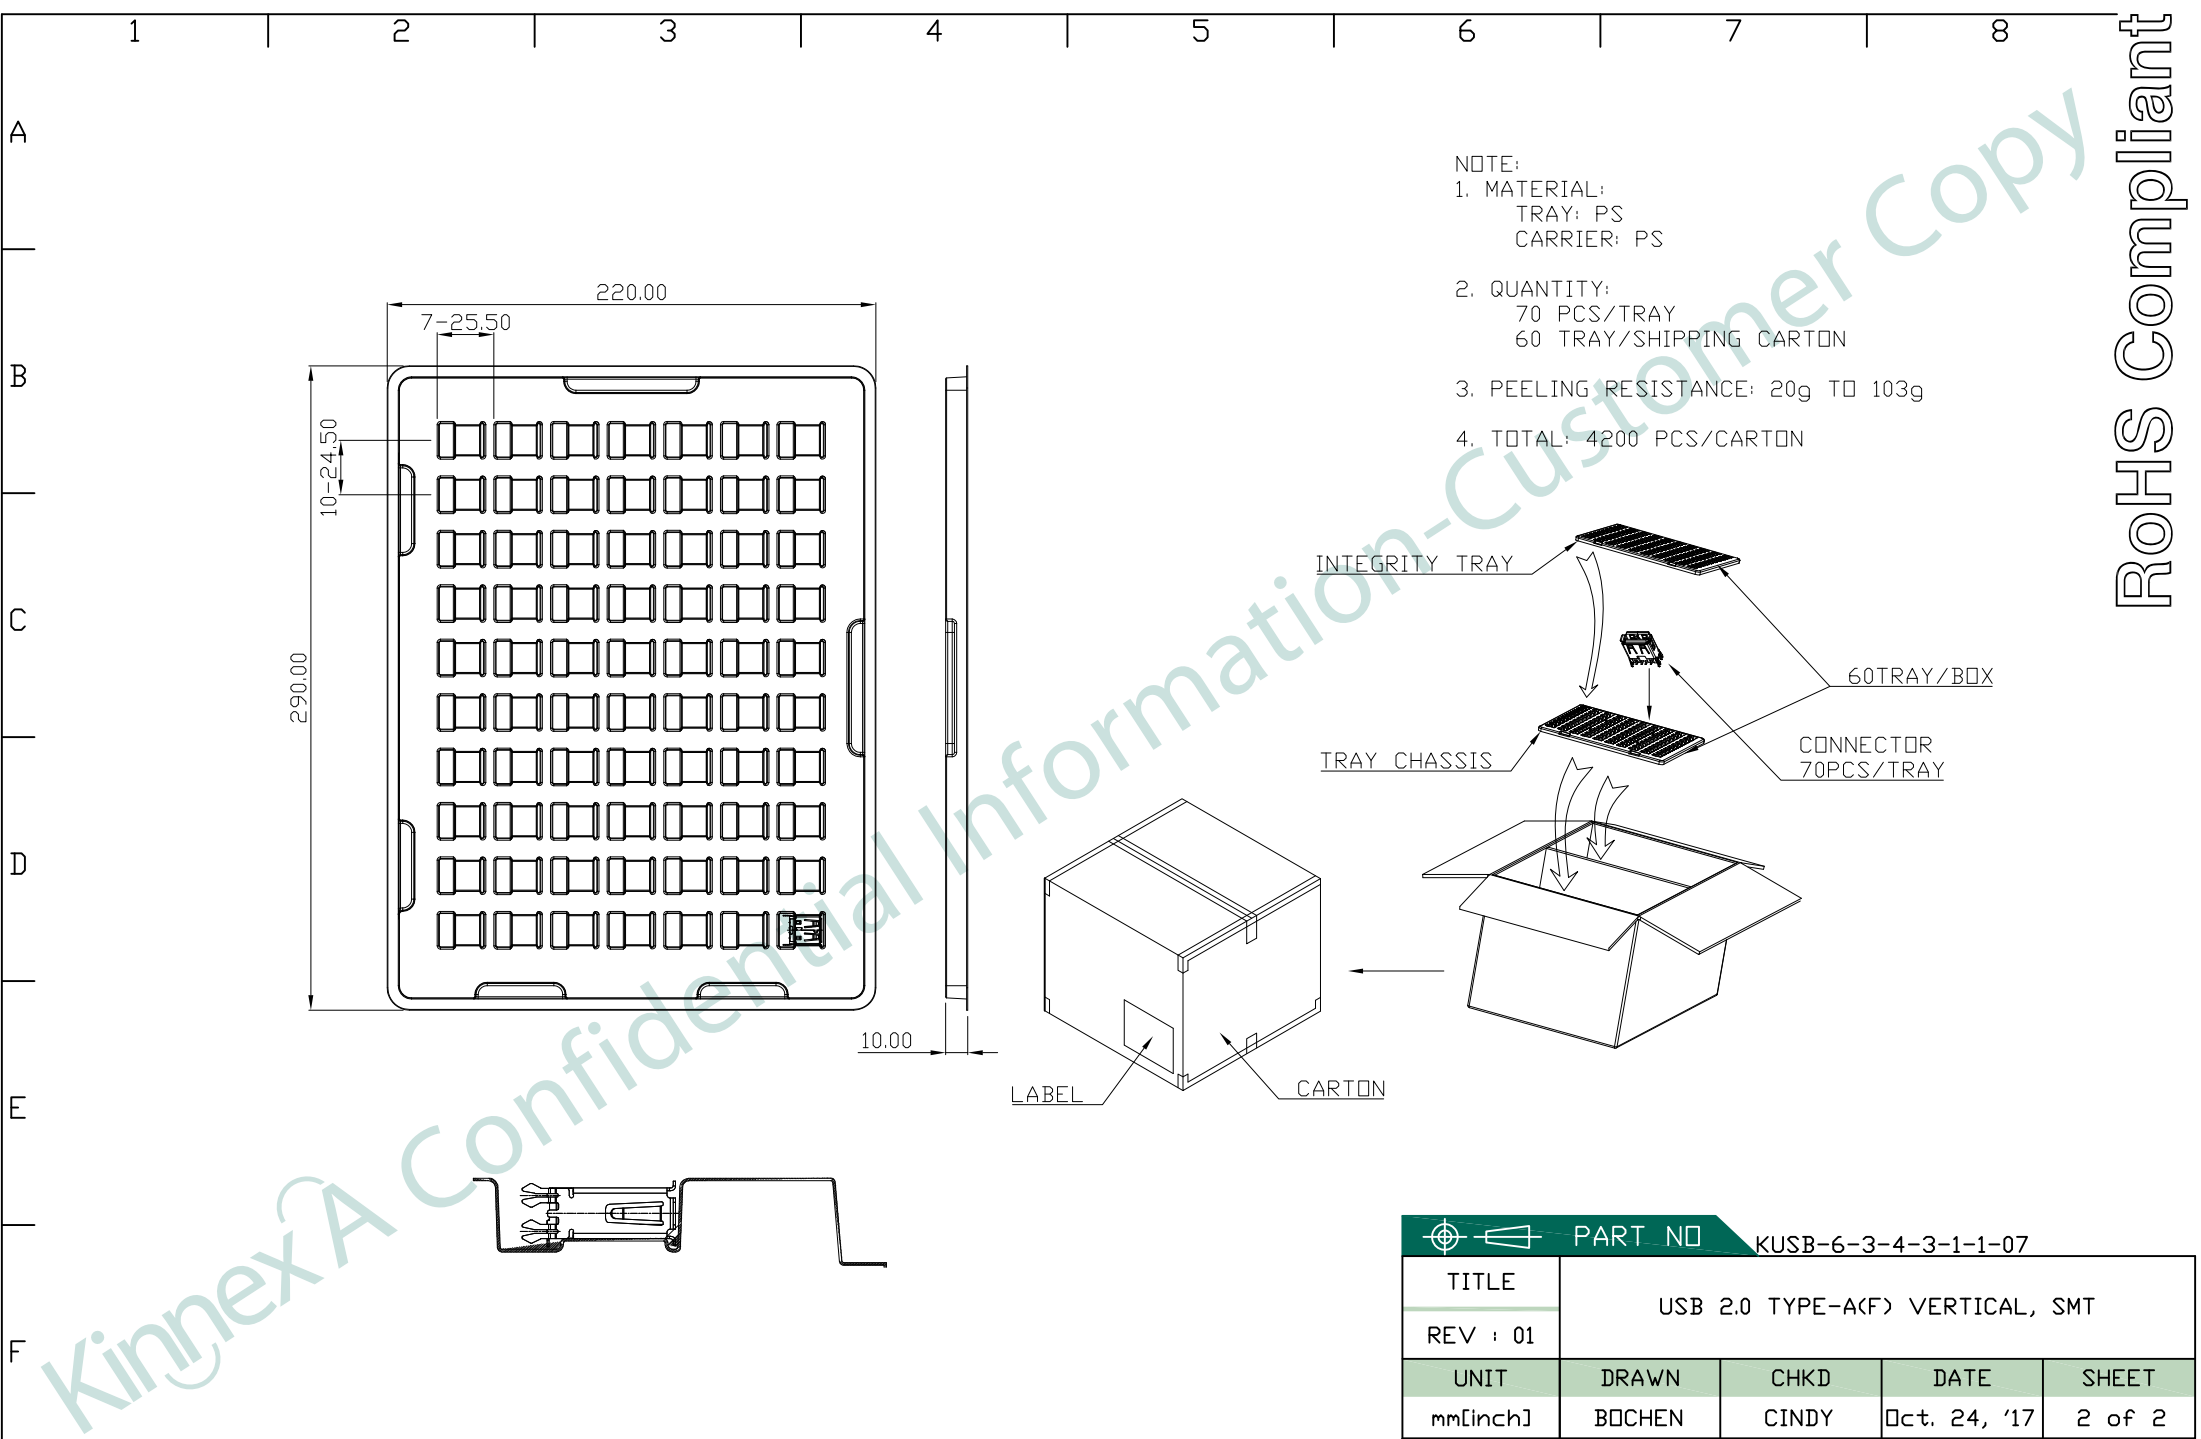 1 2 3 4 5 6 7 8
RoHS Compliant
A
B
C
D
E
F
NOTE:
1. MATERIAL:
TRAY: PS
CARRIER: PS
2. QUANTITY:
70 PCS/TRAY
60 TRAY/SHIPPING CARTON
3. PEELING RESISTANCE: 20g TO 103g
4. TOTAL: 4200 PCS/CARTON
220.00
7-25.50
10-24.50
290.00
10.00
INTEGRITY TRAY
60TRAY/BOX
TRAY CHASSIS
CONNECTOR
70PCS/TRAY
LABEL
CARTON
KinnexA Confidential Information-Customer Copy
PART NO KUSB-6-3-4-3-1-1-07
TITLE
USB 2.0 TYPE-A(F) VERTICAL, SMT
REV : 01
UNIT DRAWN CHKD DATE SHEET
mm[inch] BOCHEN CINDY Oct. 24, '17 2 of 2